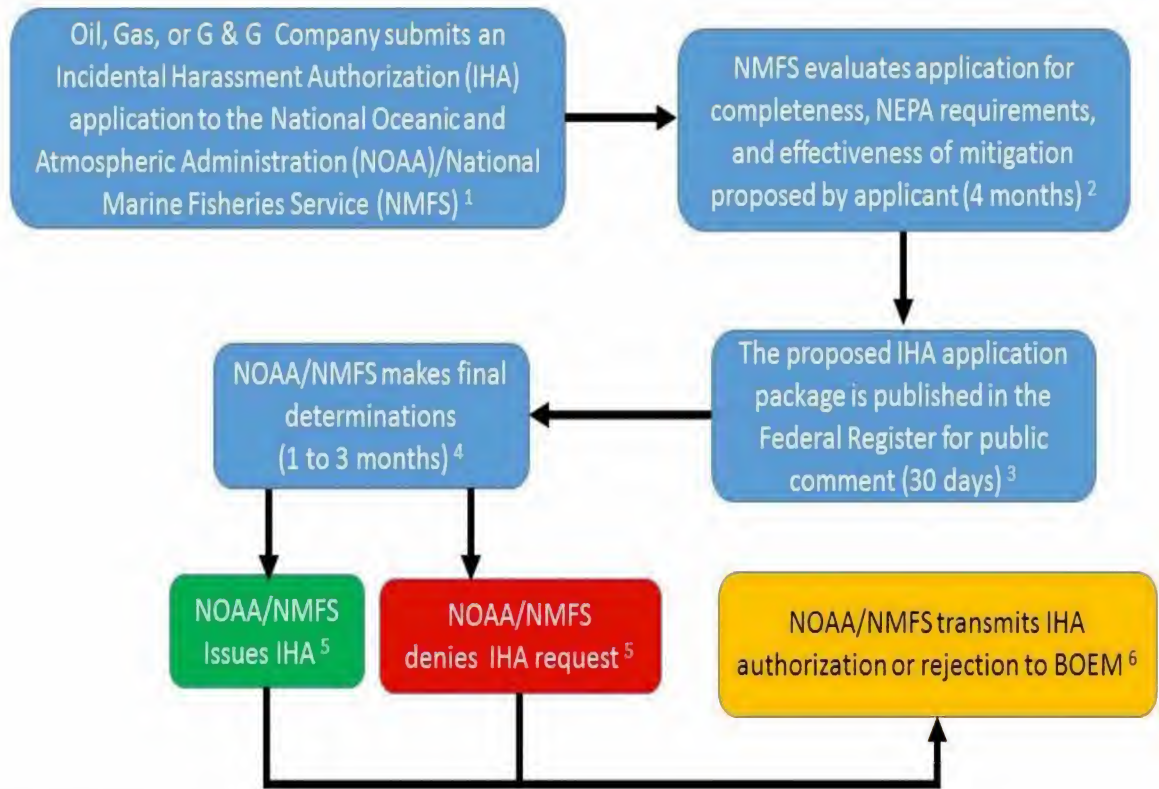 Oil, Gas, or G & G Company submits an
Incidental Harassment Authorization (IHA)
application to the National Oceanic and
Atmospheric Administration (NOAA)/National
Marine Fisheries Service (NMFS) 1
NMFS evaluates application for
completeness, NEPA requirements,
and effectiveness of mitigation
proposed by applicant (4 months) 2
The proposed IHA application
package is published in the
Federal Register for public
comment (30 days) 3
NOAA/NMFS makes final
determinations
(1 to 3 months) 4
NOAA/NMFS
Issues IHA 5
NOAA/NMFS
denies IHA request 5
NOAA/NMFS transmits IHA
authorization or rejection to BOEM 6